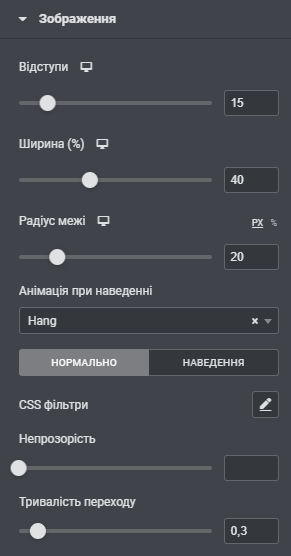 Зображення
Відступи
15
Ширина (%)
40
Радіус межі PX %
20
Анімація при наведенні
Hang × 
НОРМАЛЬНО НАВЕДЕННЯ
CSS фільтри
Непрозорість
Тривалість переходу
0,3